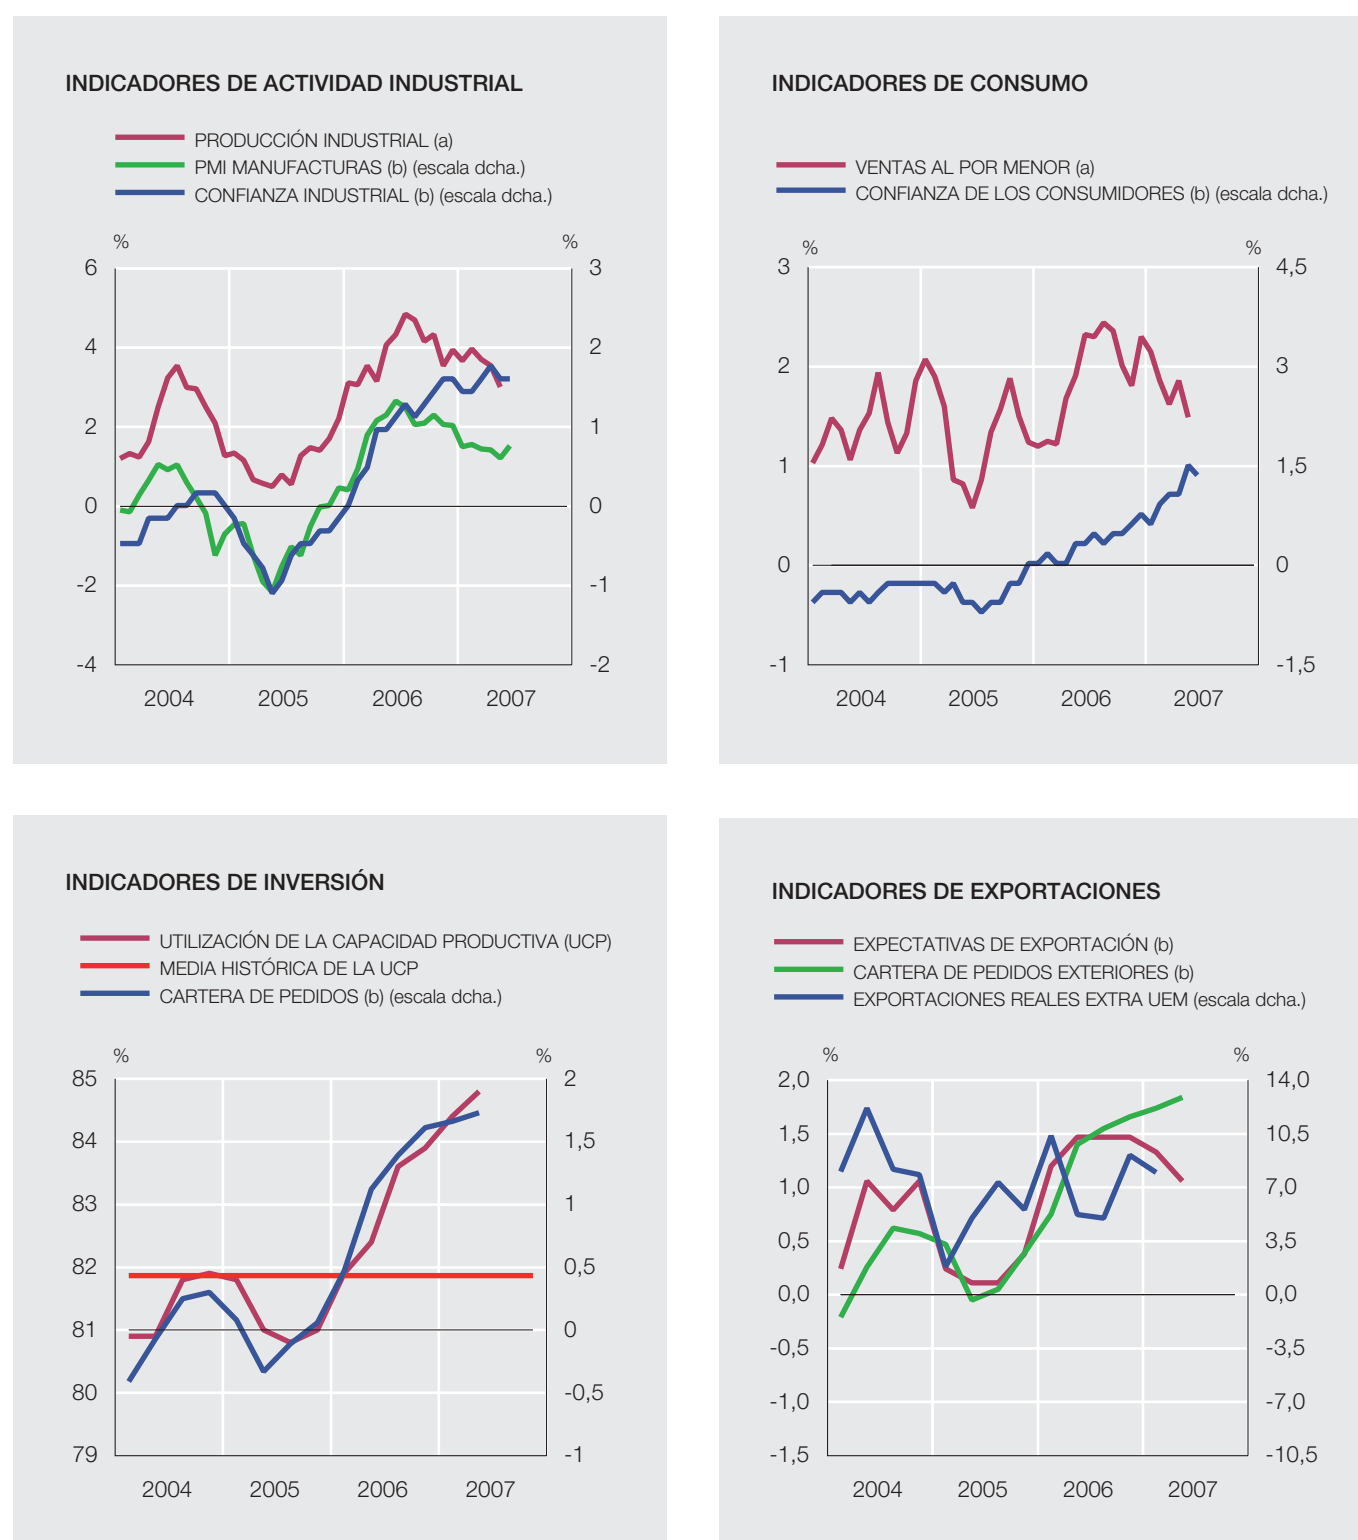 INDICADORES DE ACTIVIDAD INDUSTRIAL
PRODUCCIÓN INDUSTRIAL (a)
PMI MANUFACTURAS (b) (escala dcha.)
CONFIANZA INDUSTRIAL (b) (escala dcha.)
% %
6 3
4 2
2 1
0 0
-2 -1
-4 -2
2004 2005 2006 2007
INDICADORES DE CONSUMO
VENTAS AL POR MENOR (a)
CONFIANZA DE LOS CONSUMIDORES (b) (escala dcha.)
% %
3 4,5
2 3
1 1,5
0 0
-1 -1,5
2004 2005 2006 2007
INDICADORES DE INVERSIÓN
UTILIZACIÓN DE LA CAPACIDAD PRODUCTIVA (UCP)
MEDIA HISTÓRICA DE LA UCP
CARTERA DE PEDIDOS (b) (escala dcha.)
% %
85 2
84 1,5
83 1
82 0,5
81 0
80 -0,5
79 -1
2004 2005 2006 2007
INDICADORES DE EXPORTACIONES
EXPECTATIVAS DE EXPORTACIÓN (b)
CARTERA DE PEDIDOS EXTERIORES (b)
EXPORTACIONES REALES EXTRA UEM (escala dcha.)
% %
2,0 14,0
1,5 10,5
1,0 7,0
0,5 3,5
0,0 0,0
-0,5 -3,5
-1,0 -7,0
-1,5 -10,5
2004 2005 2006 2007